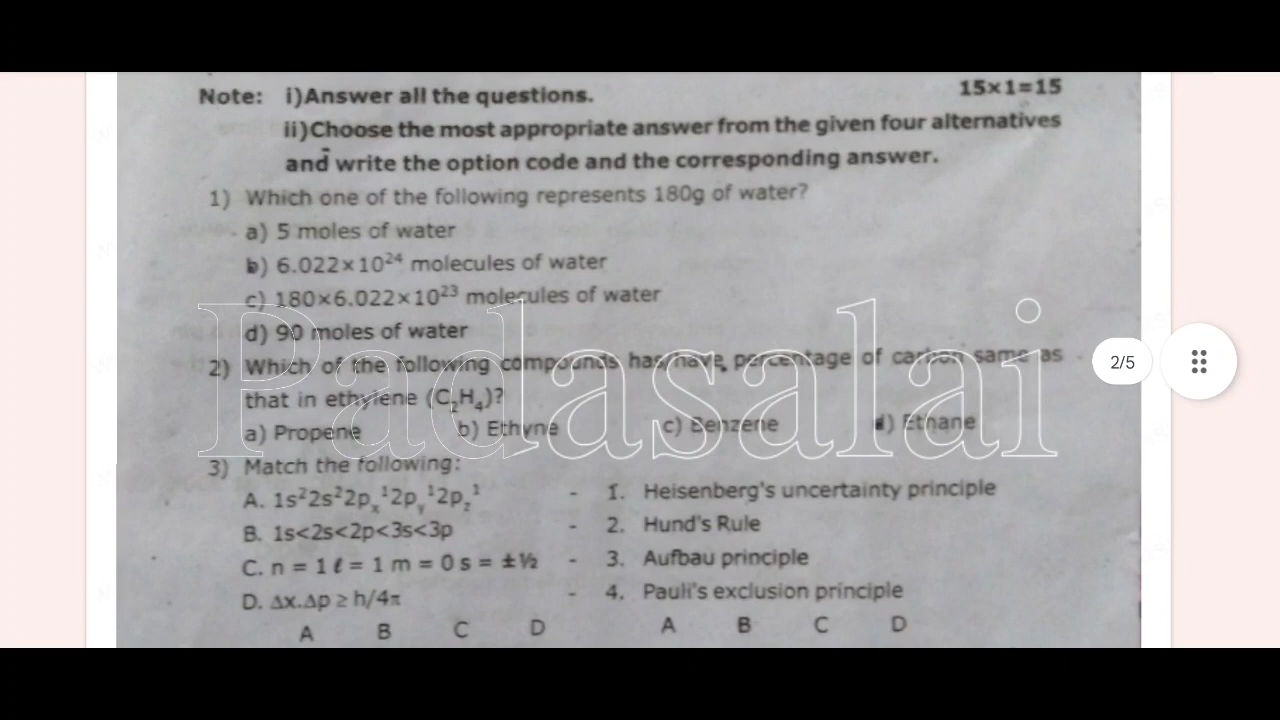 Note: i)Answer all the questions. 15×1=15
ii)Choose the most appropriate answer from the given four alternatives
and write the option code and the corresponding answer.
1) Which one of the following represents 180g of water?
a) 5 moles of water
b) 6.022×10²⁴ molecules of water
c) 180×6.022×10²³ molecules of water
d) 90 moles of water
2) Which of the following compounds has/have percentage of carbon same as
that in ethylene (C₂H₄)?
a) Propene b) Ethyne c) Benzene d) Ethane
3) Match the following:
A. 1s²2s²2pₓ¹2pᵧ¹2p_z¹ - 1. Heisenberg's uncertainty principle
B. 1s<2s<2p<3s<3p - 2. Hund's Rule
C. n = 1 ℓ = 1 m = 0 s = ±½ - 3. Aufbau principle
D. Δx.Δp ≥ h/4π - 4. Pauli's exclusion principle
A B C D A B C D
Padasalai
2/5